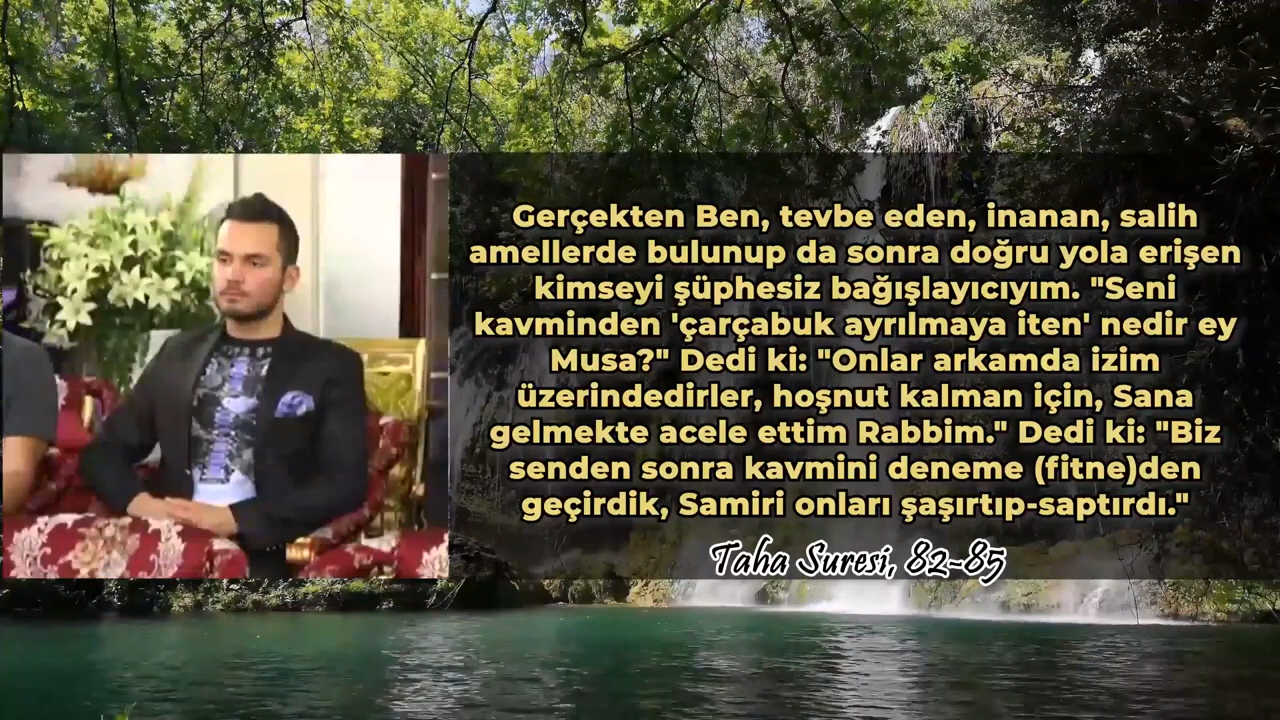 Gerçekten Ben, tevbe eden, inanan, salih
amellerde bulunup da sonra doğru yola erişen
kimseyi şüphesiz bağışlayıcıyım. "Seni
kavminden 'çarçabuk ayrılmaya iten' nedir ey
Musa?" Dedi ki: "Onlar arkamda izim
üzerindedirler, hoşnut kalman için, Sana
gelmekte acele ettim Rabbim." Dedi ki: "Biz
senden sonra kavmini deneme (fitne)den
geçirdik, Samiri onları şaşırtıp-saptırdı."
Taha Suresi, 82-85